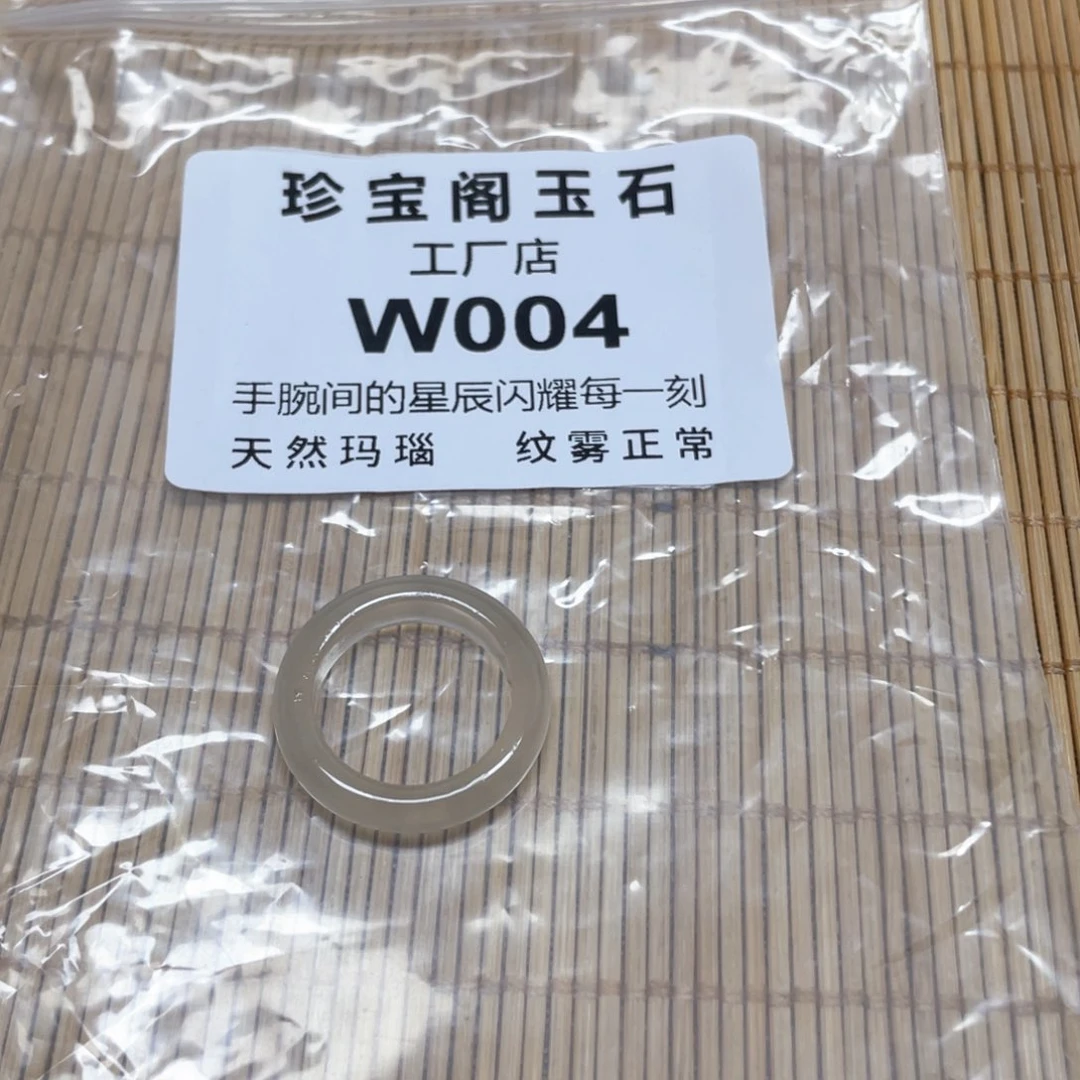 珍宝阁玉石
工厂店
W004
手腕间的星辰闪耀每一刻
天然玛瑙 纹雾正常